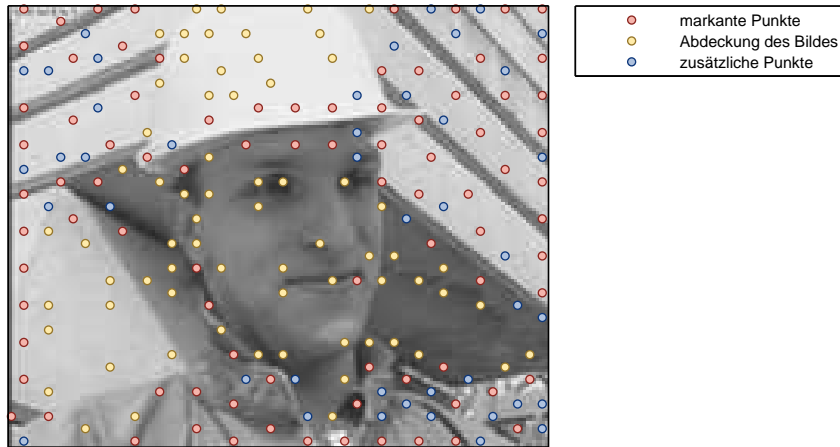 markante Punkte
Abdeckung des Bildes
zusätzliche Punkte